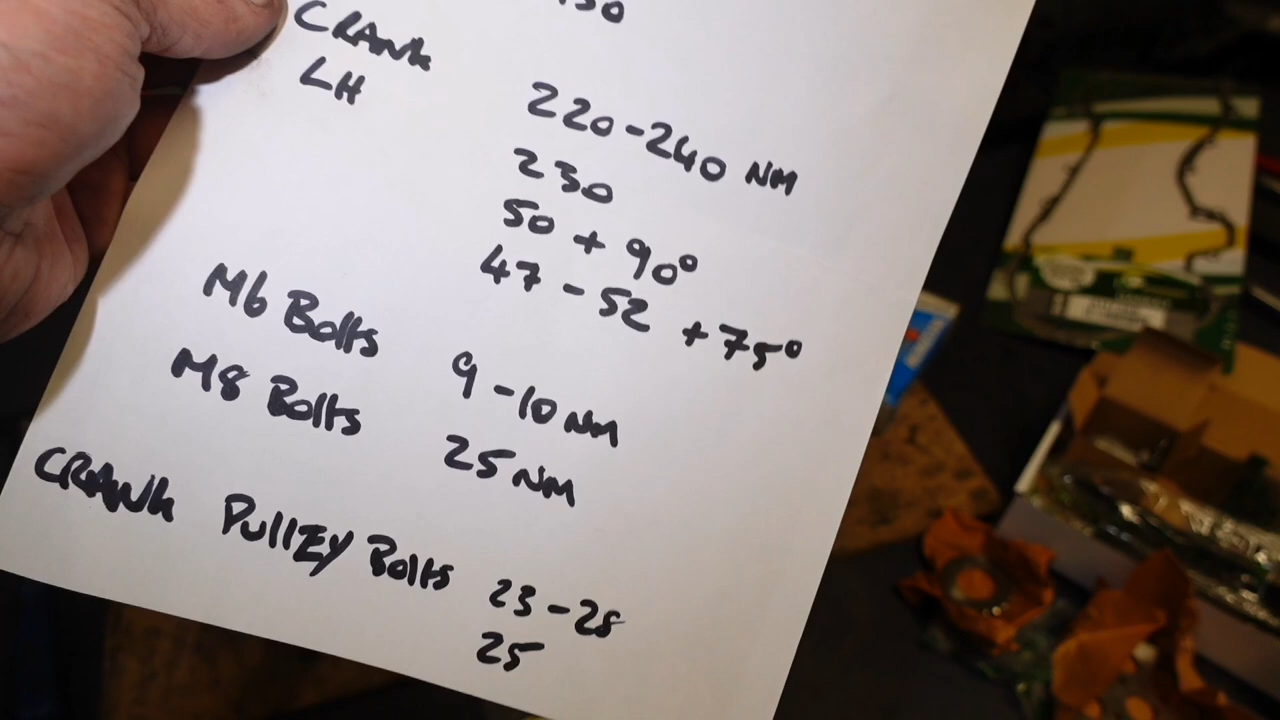 CRANK
LH
220-240 NM
230
50 + 90°
47 - 52 +75°
M6 Bolts 9-10 NM
M8 Bolts 25 NM
CRANK PullEY Bolts 23-28
25